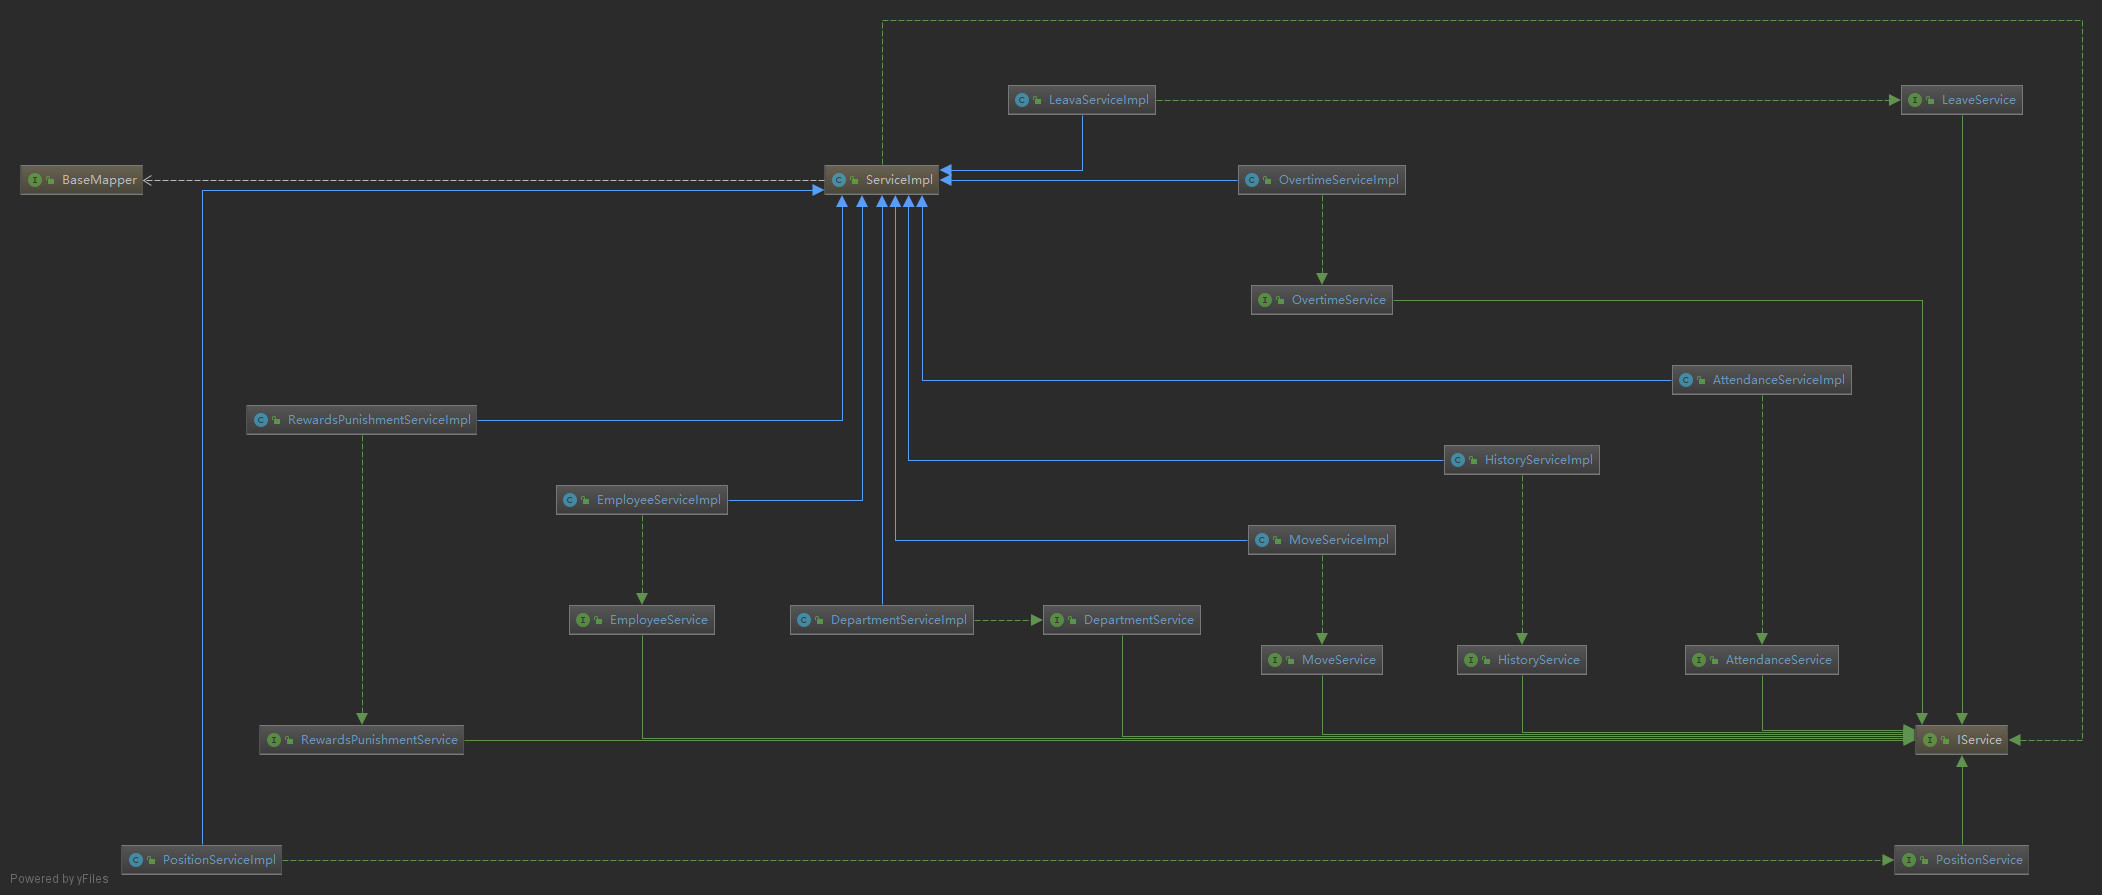 LeavaServiceImpl
LeaveService
BaseMapper
ServiceImpl
OvertimeServiceImpl
OvertimeService
AttendanceServiceImpl
RewardsPunishmentServiceImpl
HistoryServiceImpl
EmployeeServiceImpl
MoveServiceImpl
EmployeeService
DepartmentServiceImpl
DepartmentService
MoveService
HistoryService
AttendanceService
RewardsPunishmentService
IService
PositionServiceImpl
PositionService
Powered by yFiles